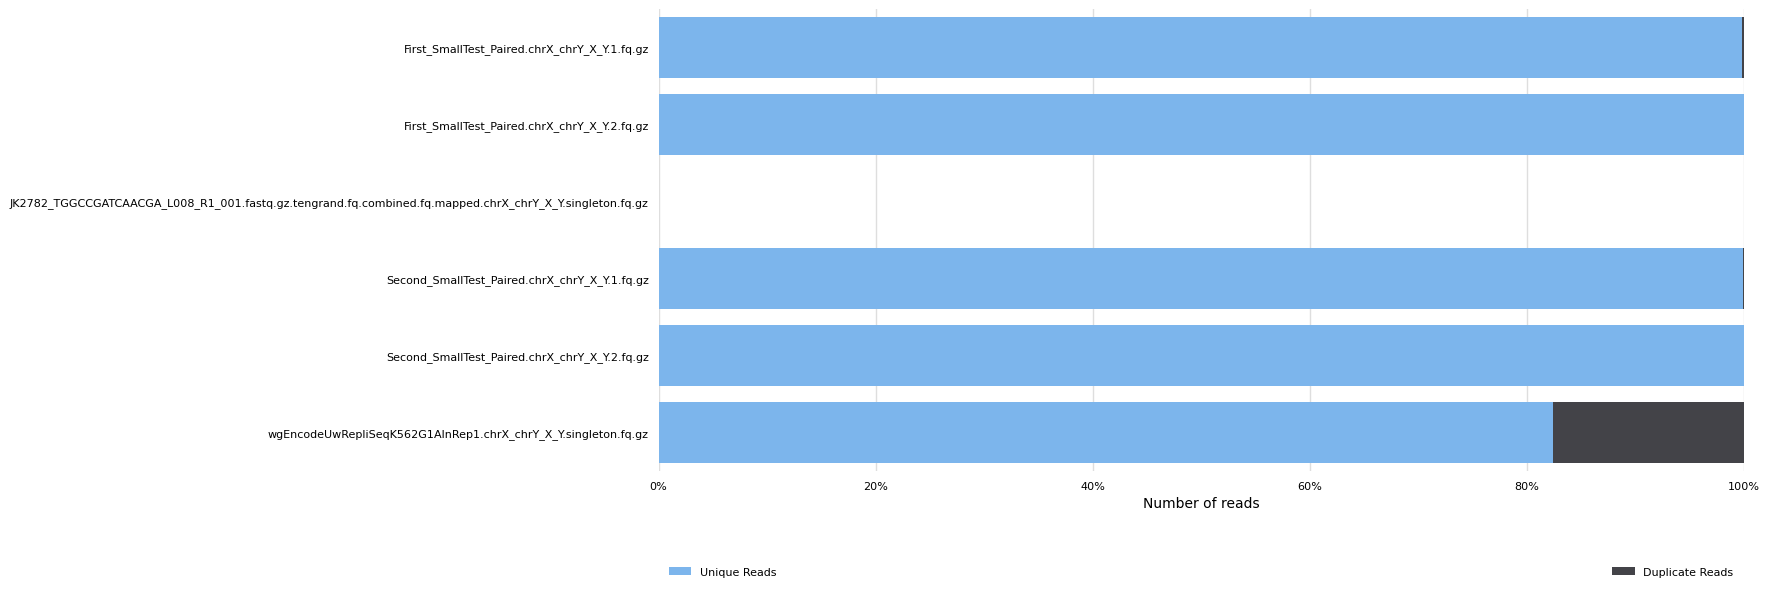 First_SmallTest_Paired.chrX_chrY_X_Y.1.fq.gz
First_SmallTest_Paired.chrX_chrY_X_Y.2.fq.gz
JK2782_TGGCCGATCAACGA_L008_R1_001.fastq.gz.tengrand.fq.combined.fq.mapped.chrX_chrY_X_Y.singleton.fq.gz
Second_SmallTest_Paired.chrX_chrY_X_Y.1.fq.gz
Second_SmallTest_Paired.chrX_chrY_X_Y.2.fq.gz
wgEncodeUwRepliSeqK562G1AlnRep1.chrX_chrY_X_Y.singleton.fq.gz
0% 20% 40% 60% 80% 100%
Number of reads
Unique Reads Duplicate Reads